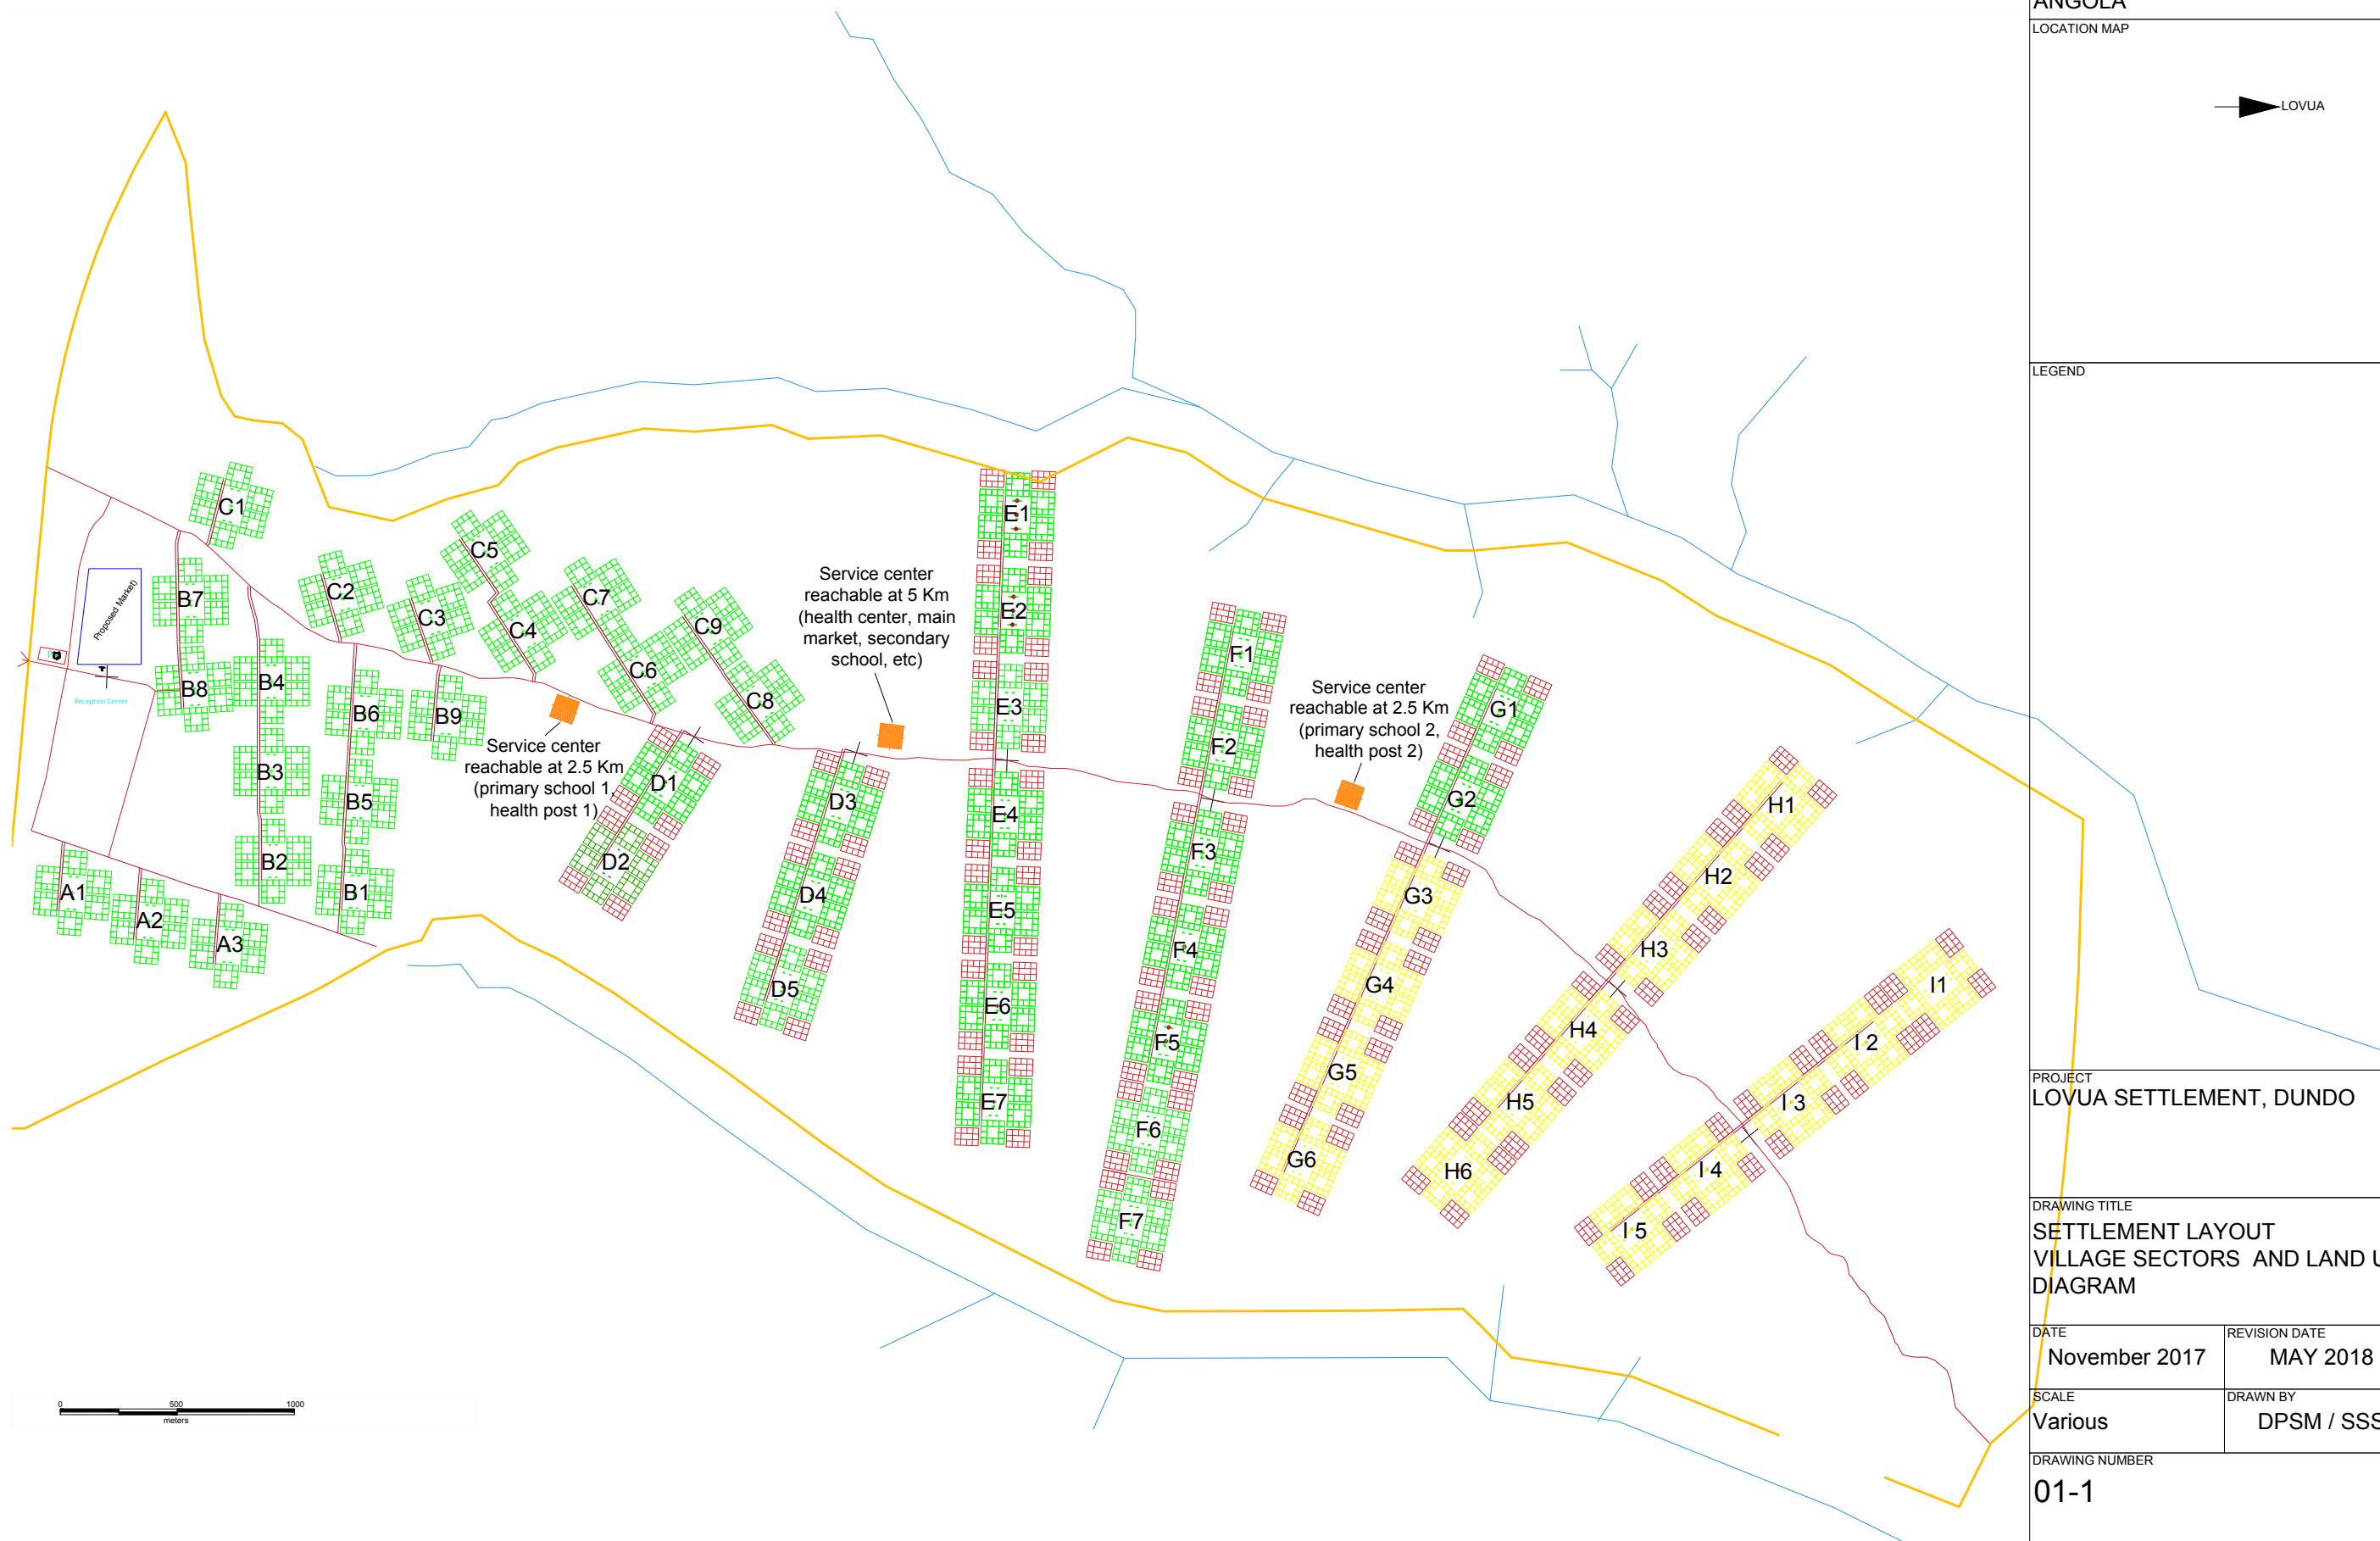 ANGOLA
LOCATION MAP
LOVUA
LEGEND
PROJECT
LOVUA SETTLEMENT, DUNDO
DRAWING TITLE
SETTLEMENT LAYOUT
VILLAGE SECTORS AND LAND U
DIAGRAM
DATE
November 2017
REVISION DATE
MAY 2018
SCALE
Various
DRAWN BY
DPSM / SSS
DRAWING NUMBER
01-1
Proposed Market)
Reception Center
Service center
reachable at 2.5 Km
(primary school 1,
health post 1)
Service center
reachable at 5 Km
(health center, main
market, secondary
school, etc)
Service center
reachable at 2.5 Km
(primary school 2,
health post 2)
A1
A2
A3
B1
B2
B3
B4
B5
B6
B7
B8
B9
C1
C2
C3
C4
C5
C6
C7
C8
C9
D1
D2
D3
D4
D5
E1
E2
E3
E4
E5
E6
E7
F1
F2
F3
F4
F5
F6
F7
G1
G2
G3
G4
G5
G6
H1
H2
H3
H4
H5
H6
I1
I 2
I 3
I 4
I 5
0 500 1000
meters